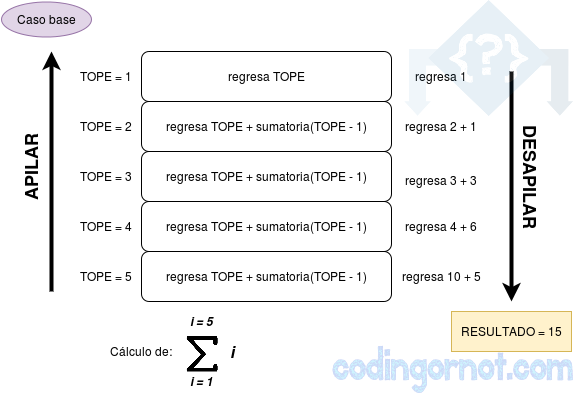 Caso base
TOPE = 1 regresa TOPE regresa 1
TOPE = 2 regresa TOPE + sumatoria(TOPE - 1) regresa 2 + 1
TOPE = 3 regresa TOPE + sumatoria(TOPE - 1) regresa 3 + 3
TOPE = 4 regresa TOPE + sumatoria(TOPE - 1) regresa 4 + 6
TOPE = 5 regresa TOPE + sumatoria(TOPE - 1) regresa 10 + 5
APILAR
DESAPILAR
{?}
RESULTADO = 15
i = 5
Cálculo de: ∑ i
i = 1
codingornot.com